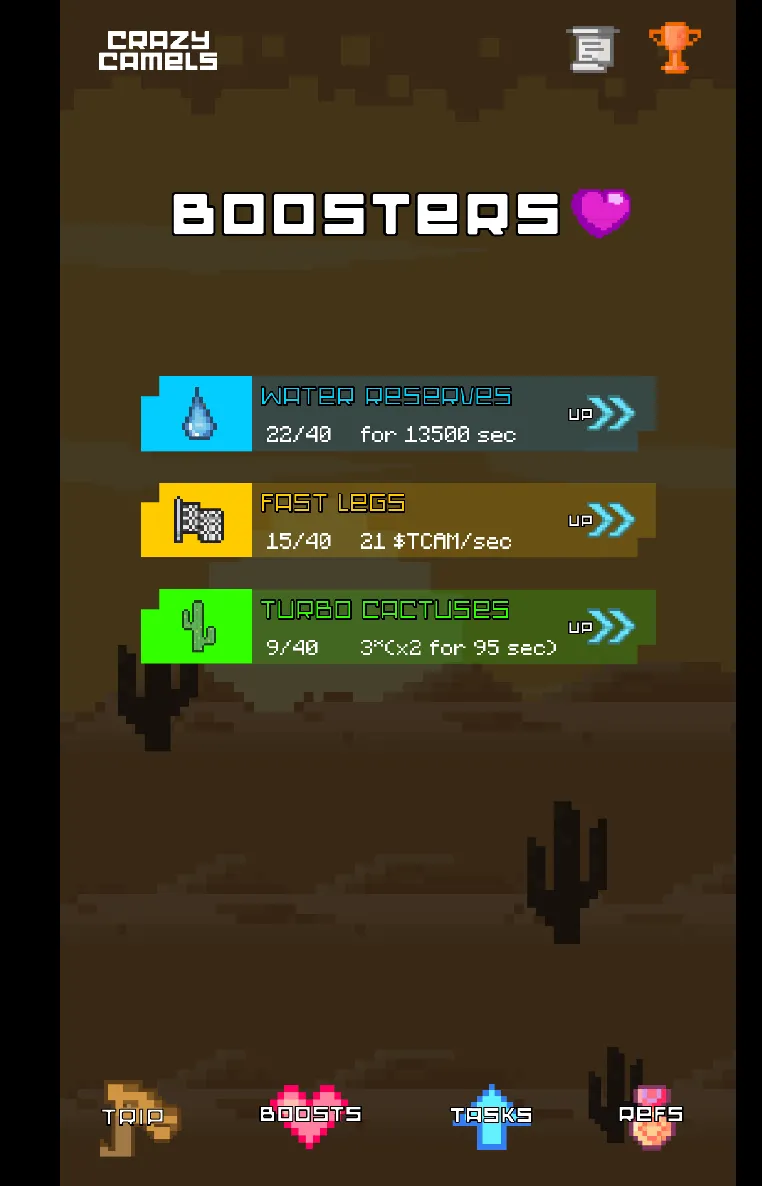 CRAZY
CAMELS
BOOSTERS
WATER RESERVES
22/40 for 13500 sec
UP
FAST LEGS
15/40 21 $TCAM/sec
UP
TURBO CACTUSES
9/40 3*(x2 for 95 sec)
UP
TRIP BOOSTS TASKS REFS